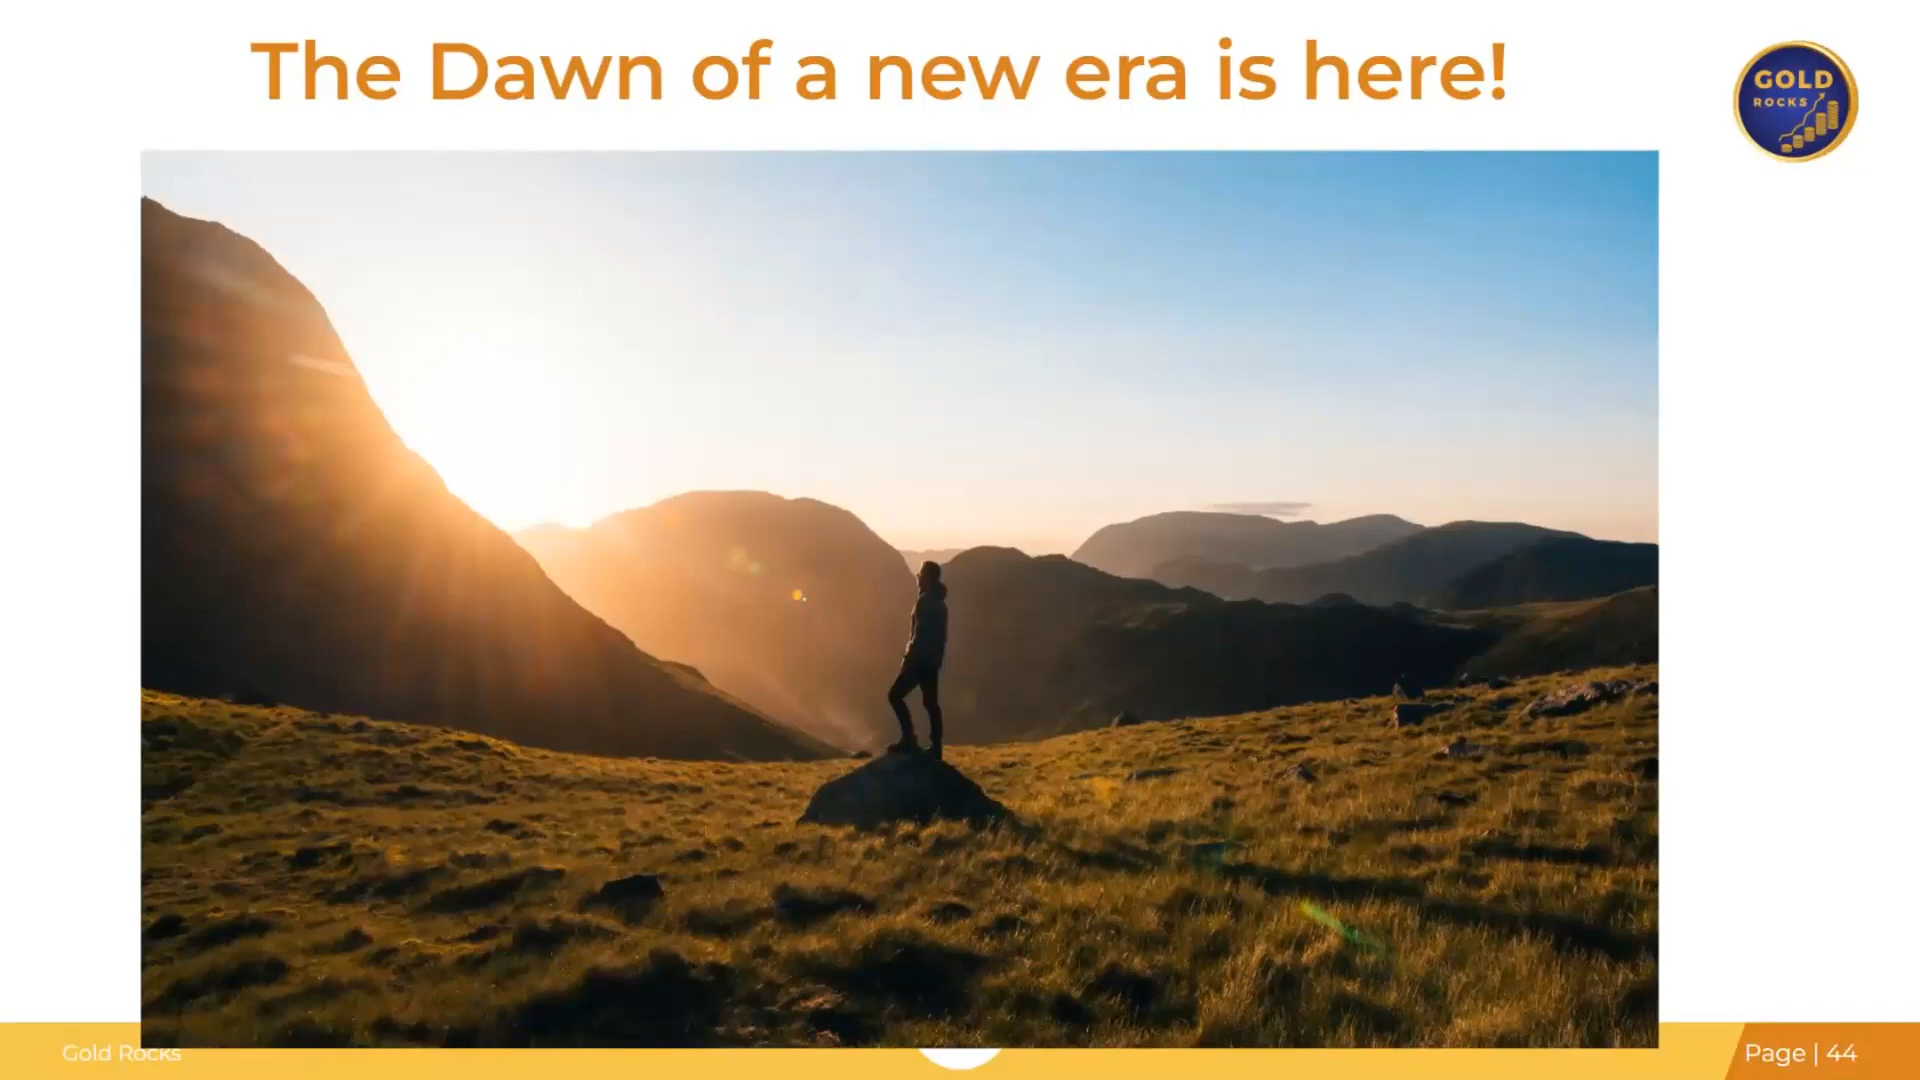 The Dawn of a new era is here!
GOLD
ROCKS
Gold Rocks
Page | 44